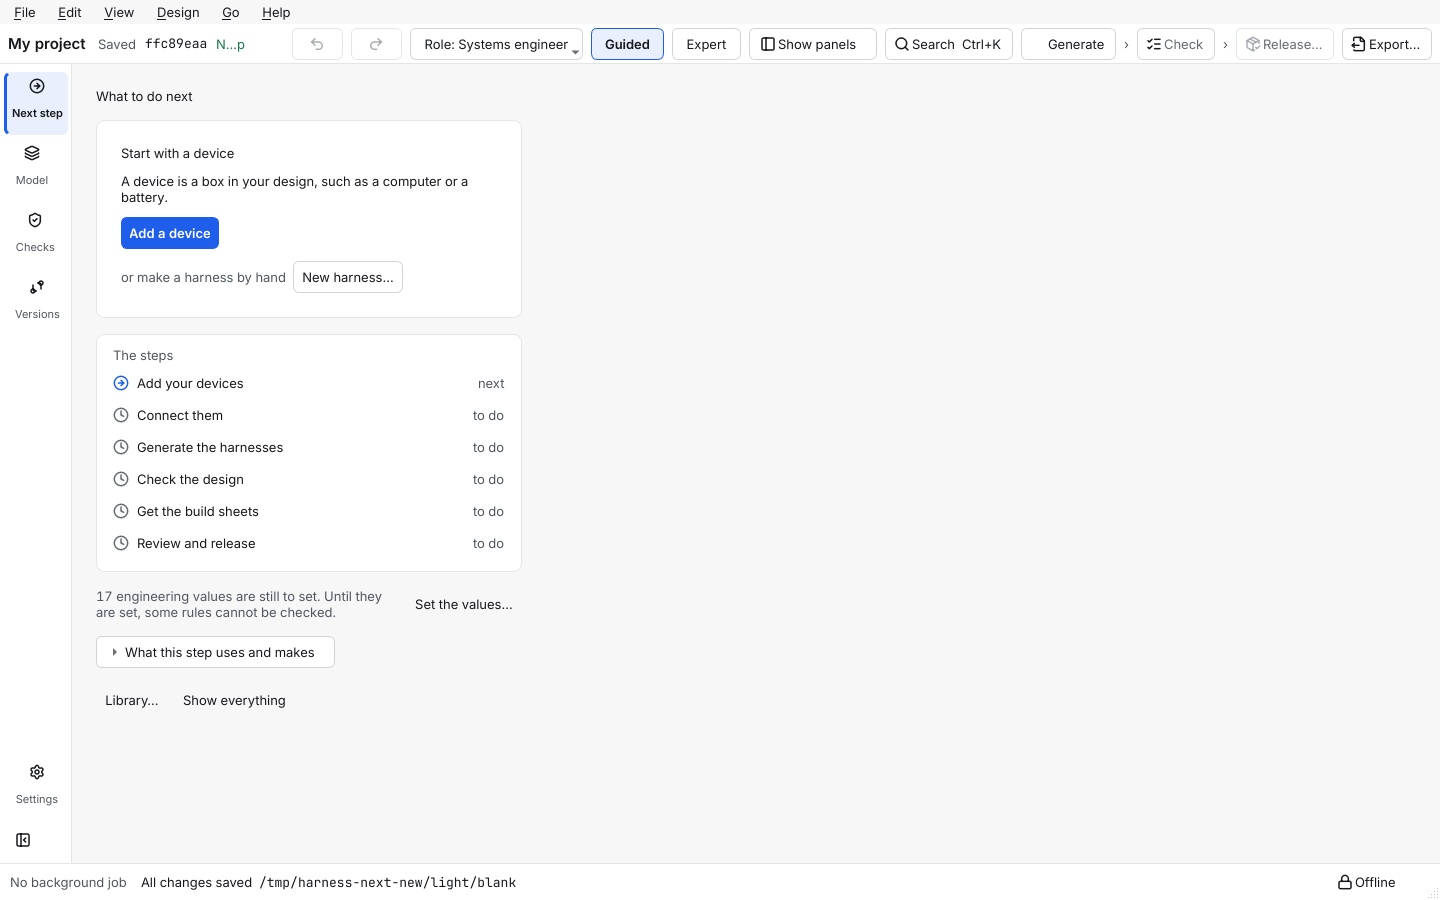 File Edit View Design Go Help
My project Saved ffc89eaa N...p Role: Systems engineer Guided Expert Show panels Search Ctrl+K Generate › Check › Release... Export...
Next step
Model
Checks
Versions
Settings
What to do next
Start with a device
A device is a box in your design, such as a computer or a
battery.
Add a device
or make a harness by hand New harness...
The steps
Add your devices next
Connect them to do
Generate the harnesses to do
Check the design to do
Get the build sheets to do
Review and release to do
17 engineering values are still to set. Until they
are set, some rules cannot be checked.
Set the values...
What this step uses and makes
Library... Show everything
No background job All changes saved /tmp/harness-next-new/light/blank Offline